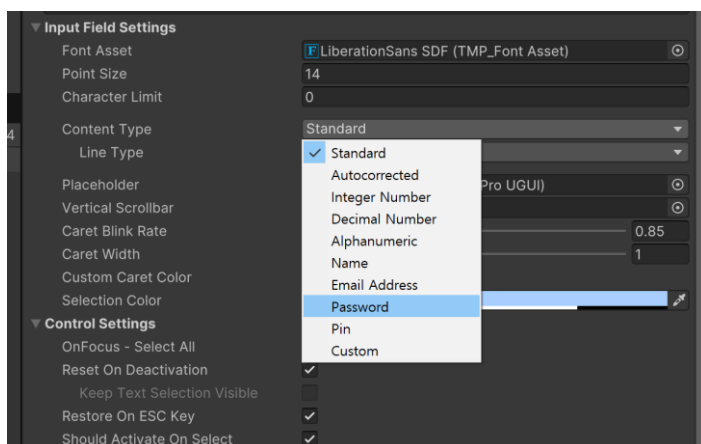 Input Field Settings
Font Asset F LiberationSans SDF (TMP_Font Asset)
Point Size 14
Character Limit 0
4 Content Type Standard
Line Type Standard
Autocorrected
Placeholder Integer Number Pro UGUI)
Vertical Scrollbar Decimal Number
Caret Blink Rate Alphanumeric 0.85
Caret Width Name 1
Custom Caret Color Email Address
Selection Color Password
Control Settings Pin
OnFocus - Select All Custom
Reset On Deactivation
Keep Text Selection Visible
Restore On ESC Key
Should Activate On Select